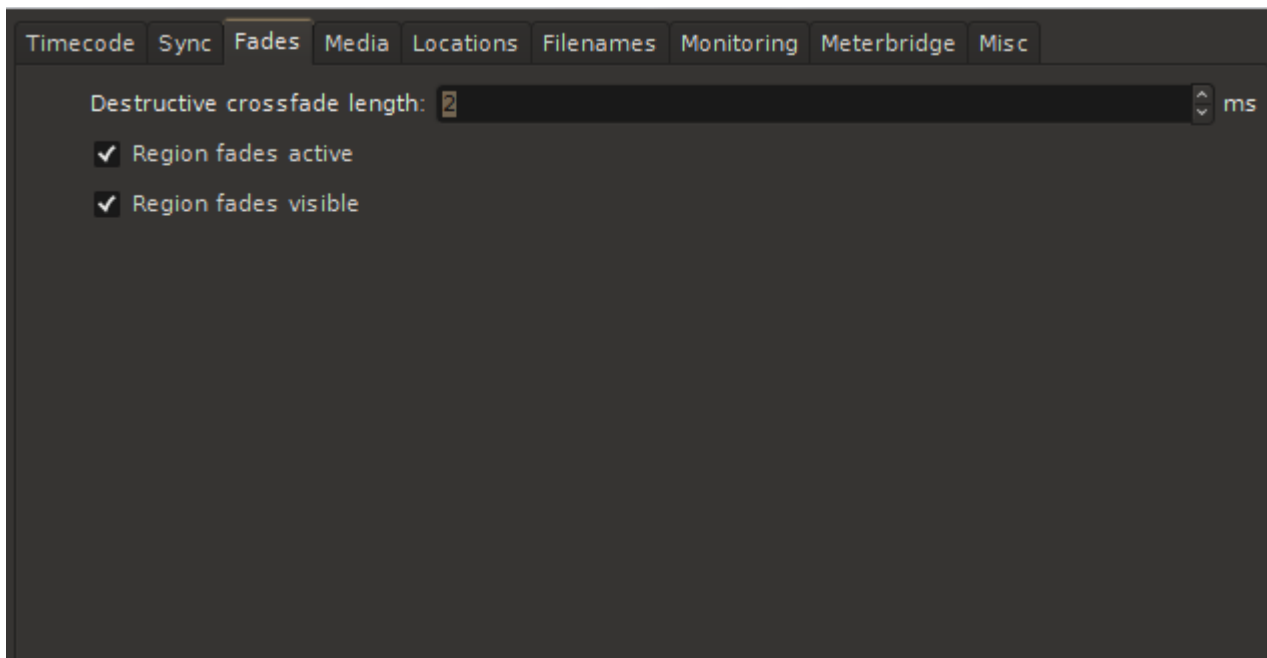 Timecode Sync Fades Media Locations Filenames Monitoring Meterbridge Misc
Destructive crossfade length: 2 ms
Region fades active
Region fades visible